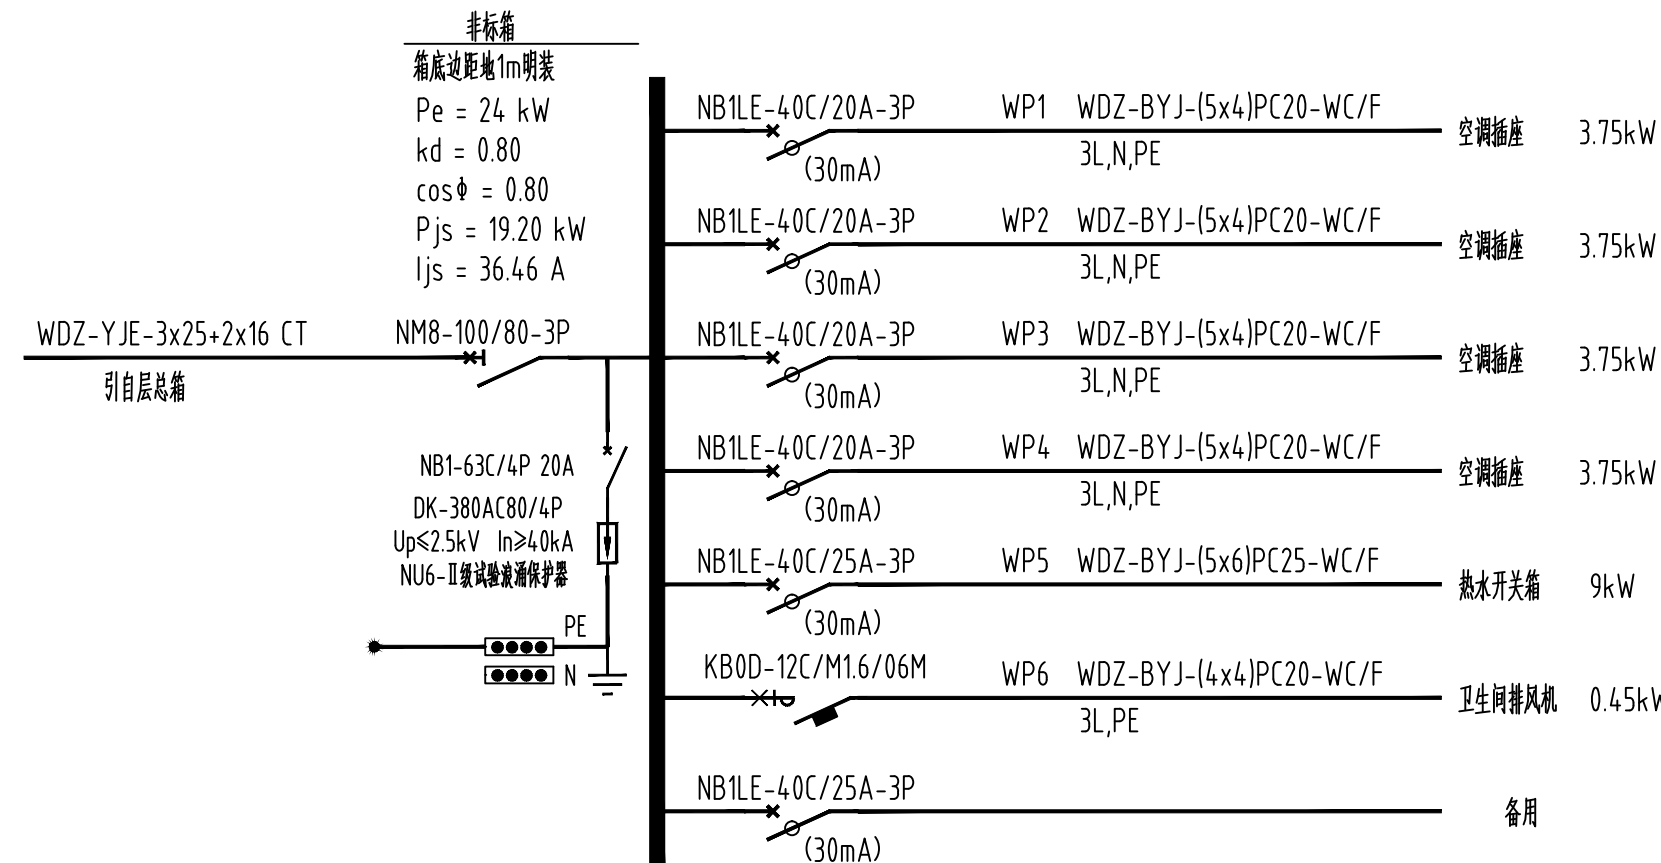 非标箱
箱底边距地1m明装
Pe = 24 kW
kd = 0.80
cosΦ = 0.80
Pjs = 19.20 kW
Ijs = 36.46 A
WDZ-YJE-3x25+2x16 CT
引自层总箱
NM8-100/80-3P
NB1-63C/4P 20A
DK-380AC80/4P
Up≤2.5kV In≥40kA
NU6-Ⅱ级试验浪涌保护器
PE
N
NB1LE-40C/20A-3P WP1 WDZ-BYJ-(5x4)PC20-WC/F
空调插座 3.75kW
(30mA) 3L,N,PE
NB1LE-40C/20A-3P WP2 WDZ-BYJ-(5x4)PC20-WC/F
空调插座 3.75kW
(30mA) 3L,N,PE
NB1LE-40C/20A-3P WP3 WDZ-BYJ-(5x4)PC20-WC/F
空调插座 3.75kW
(30mA) 3L,N,PE
NB1LE-40C/20A-3P WP4 WDZ-BYJ-(5x4)PC20-WC/F
空调插座 3.75kW
(30mA) 3L,N,PE
NB1LE-40C/25A-3P WP5 WDZ-BYJ-(5x6)PC25-WC/F
热水开关箱 9kW
(30mA)
KB0D-12C/M1.6/06M WP6 WDZ-BYJ-(4x4)PC20-WC/F
卫生间排风机 0.45kW
3L,PE
NB1LE-40C/25A-3P
备用
(30mA)